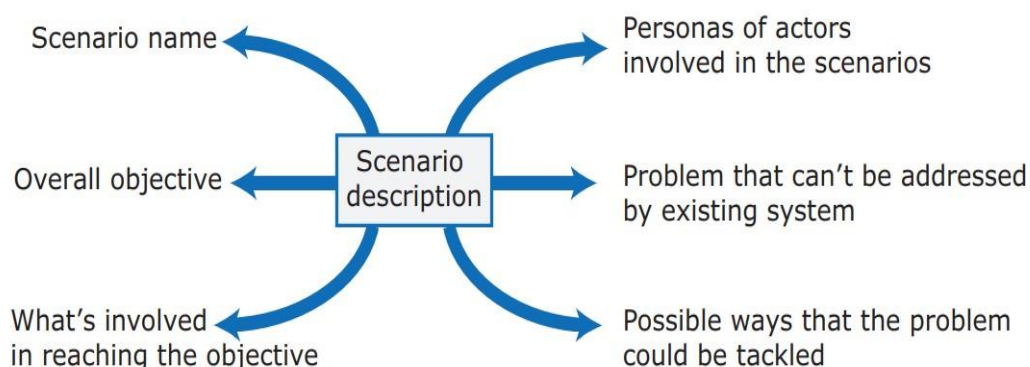 Scenario name
Personas of actors
involved in the scenarios
Scenario
description
Overall objective
Problem that can't be addressed
by existing system
What's involved
in reaching the objective
Possible ways that the problem
could be tackled